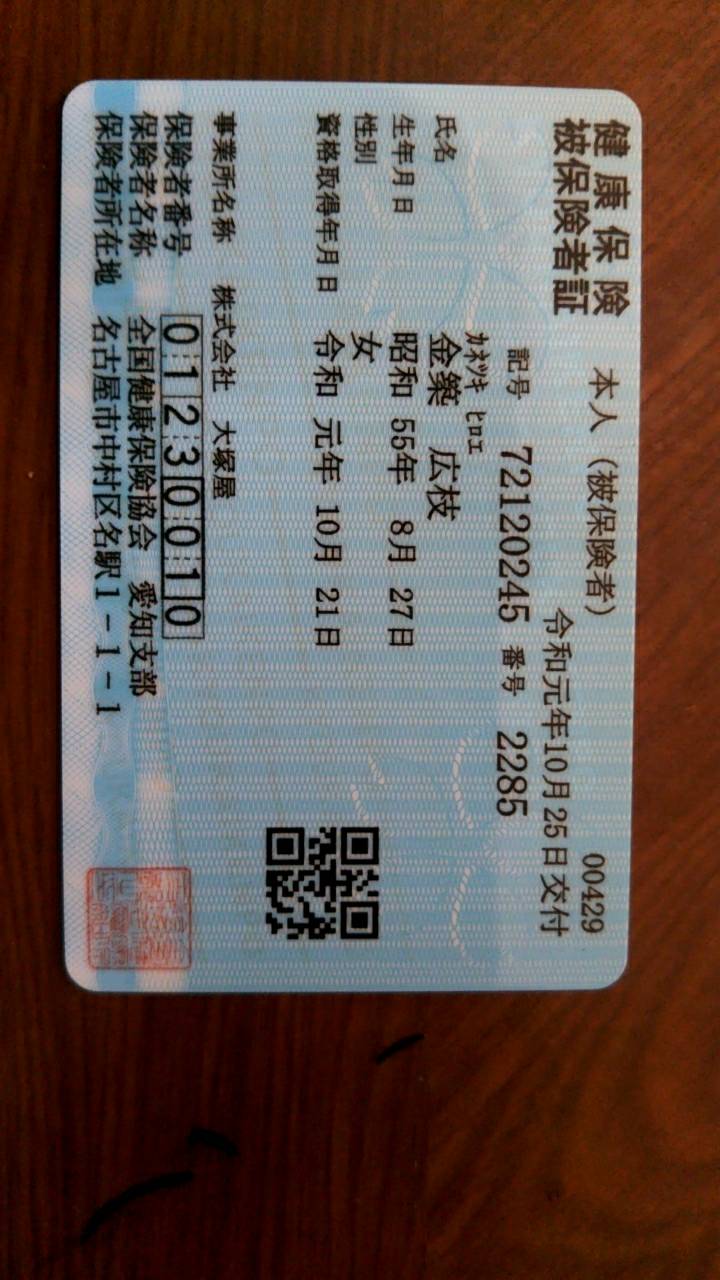 健康保険
被保険者証
本人（被保険者）
00429
令和元年10月25日交付
記号 72120245 番号 2285
カネツキ ヒロエ
氏名 金築 広枝
生年月日 昭和 55年 8月 27日
性別 女
資格取得年月日 令和 元年 10月 21日
事業所名称 株式会社 大塚屋
保険者番号 01230010
保険者名称 全国健康保険協会 愛知支部
保険者所在地 名古屋市中村区名駅1-1-1